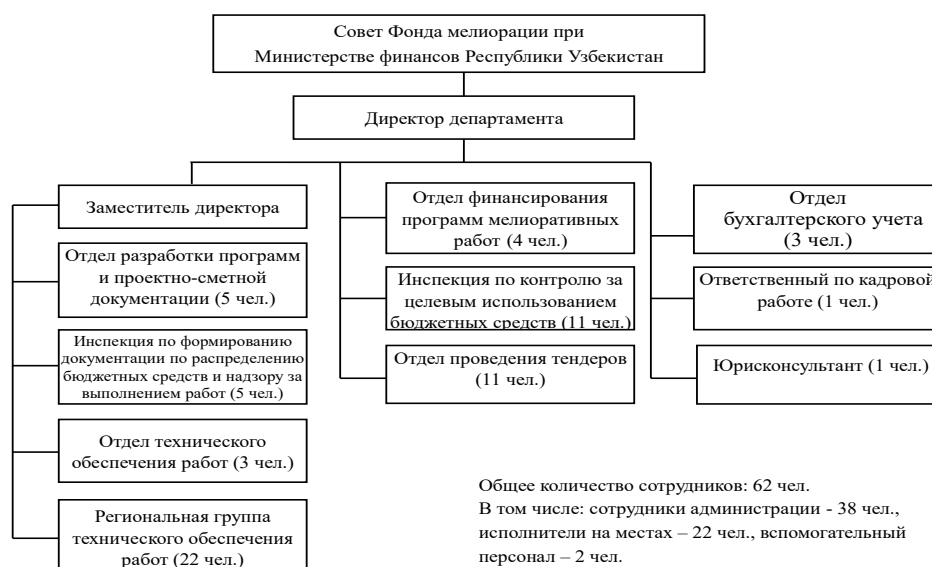 Совет Фонда мелиорации при
Министерстве финансов Республики Узбекистан
Директор департамента
Заместитель директора
Отдел разработки программ
и проектно-сметной
документации (5 чел.)
Инспекция по формированию
документации по распределению
бюджетных средств и надзору за
выполнением работ (5 чел.)
Отдел технического
обеспечения работ (3 чел.)
Региональная группа
технического обеспечения
работ (22 чел.)
Отдел финансирования
программ мелиоративных
работ (4 чел.)
Инспекция по контролю за
целевым использованием
бюджетных средств (11 чел.)
Отдел проведения тендеров
(11 чел.)
Отдел
бухгалтерского учета
(3 чел.)
Ответственный по кадровой
работе (1 чел.)
Юрисконсультант (1 чел.)
Общее количество сотрудников: 62 чел.
В том числе: сотрудники администрации - 38 чел.,
исполнители на местах – 22 чел., вспомогательный
персонал – 2 чел.